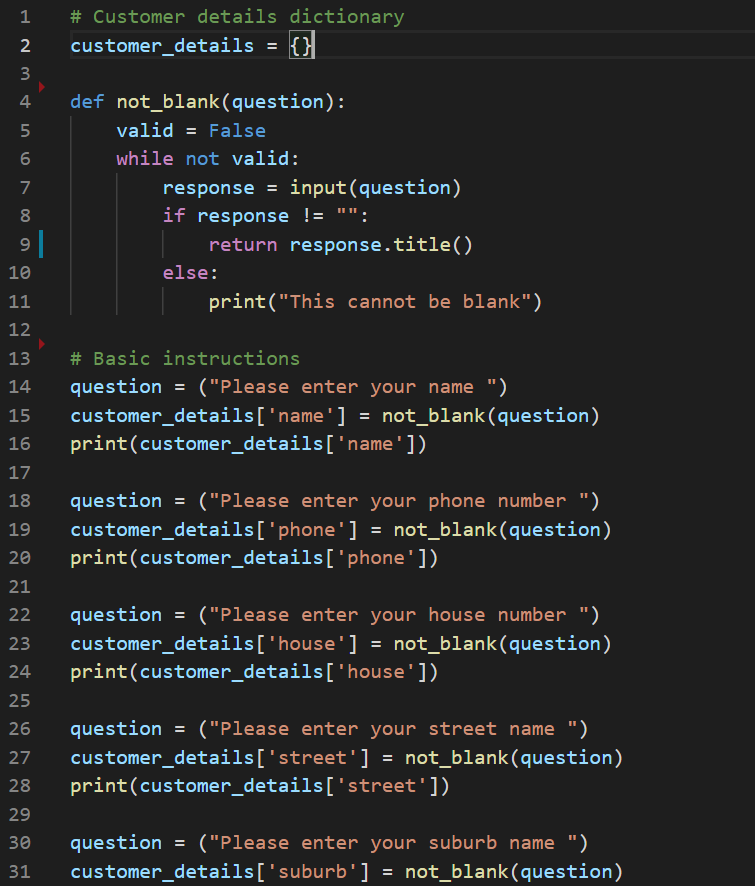 1 # Customer details dictionary
2 customer_details = {}
3
4 def not_blank(question):
5     valid = False
6     while not valid:
7         response = input(question)
8         if response != "":
9             return response.title()
10         else:
11             print("This cannot be blank")
12
13 # Basic instructions
14 question = ("Please enter your name ")
15 customer_details['name'] = not_blank(question)
16 print(customer_details['name'])
17
18 question = ("Please enter your phone number ")
19 customer_details['phone'] = not_blank(question)
20 print(customer_details['phone'])
21
22 question = ("Please enter your house number ")
23 customer_details['house'] = not_blank(question)
24 print(customer_details['house'])
25
26 question = ("Please enter your street name ")
27 customer_details['street'] = not_blank(question)
28 print(customer_details['street'])
29
30 question = ("Please enter your suburb name ")
31 customer_details['suburb'] = not_blank(question)